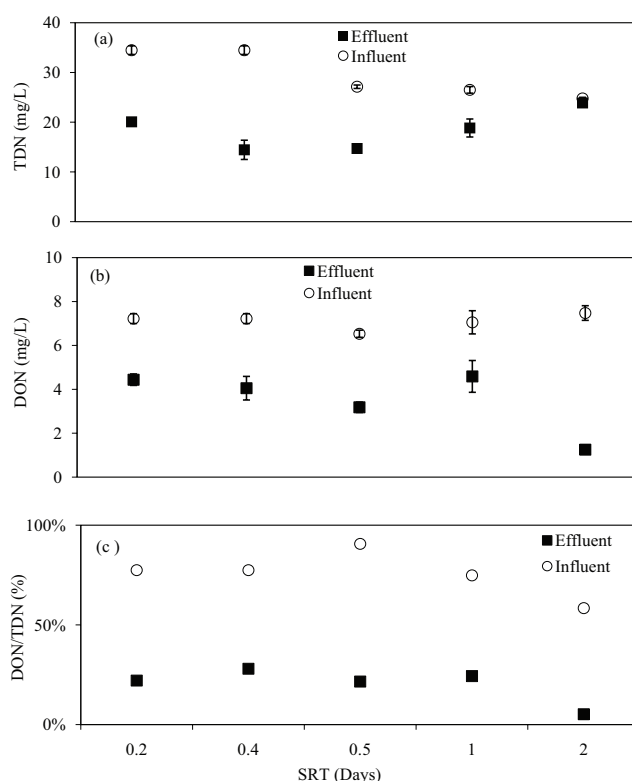 (a)
Effluent
Influent
40
30
20
10
0
TDN (mg/L)
(b)
Effluent
Influent
10
8
6
4
2
0
DON (mg/L)
(c )
Effluent
Influent
100%
50%
0%
DON/TDN (%)
0.2 0.4 0.5 1 2
SRT (Days)